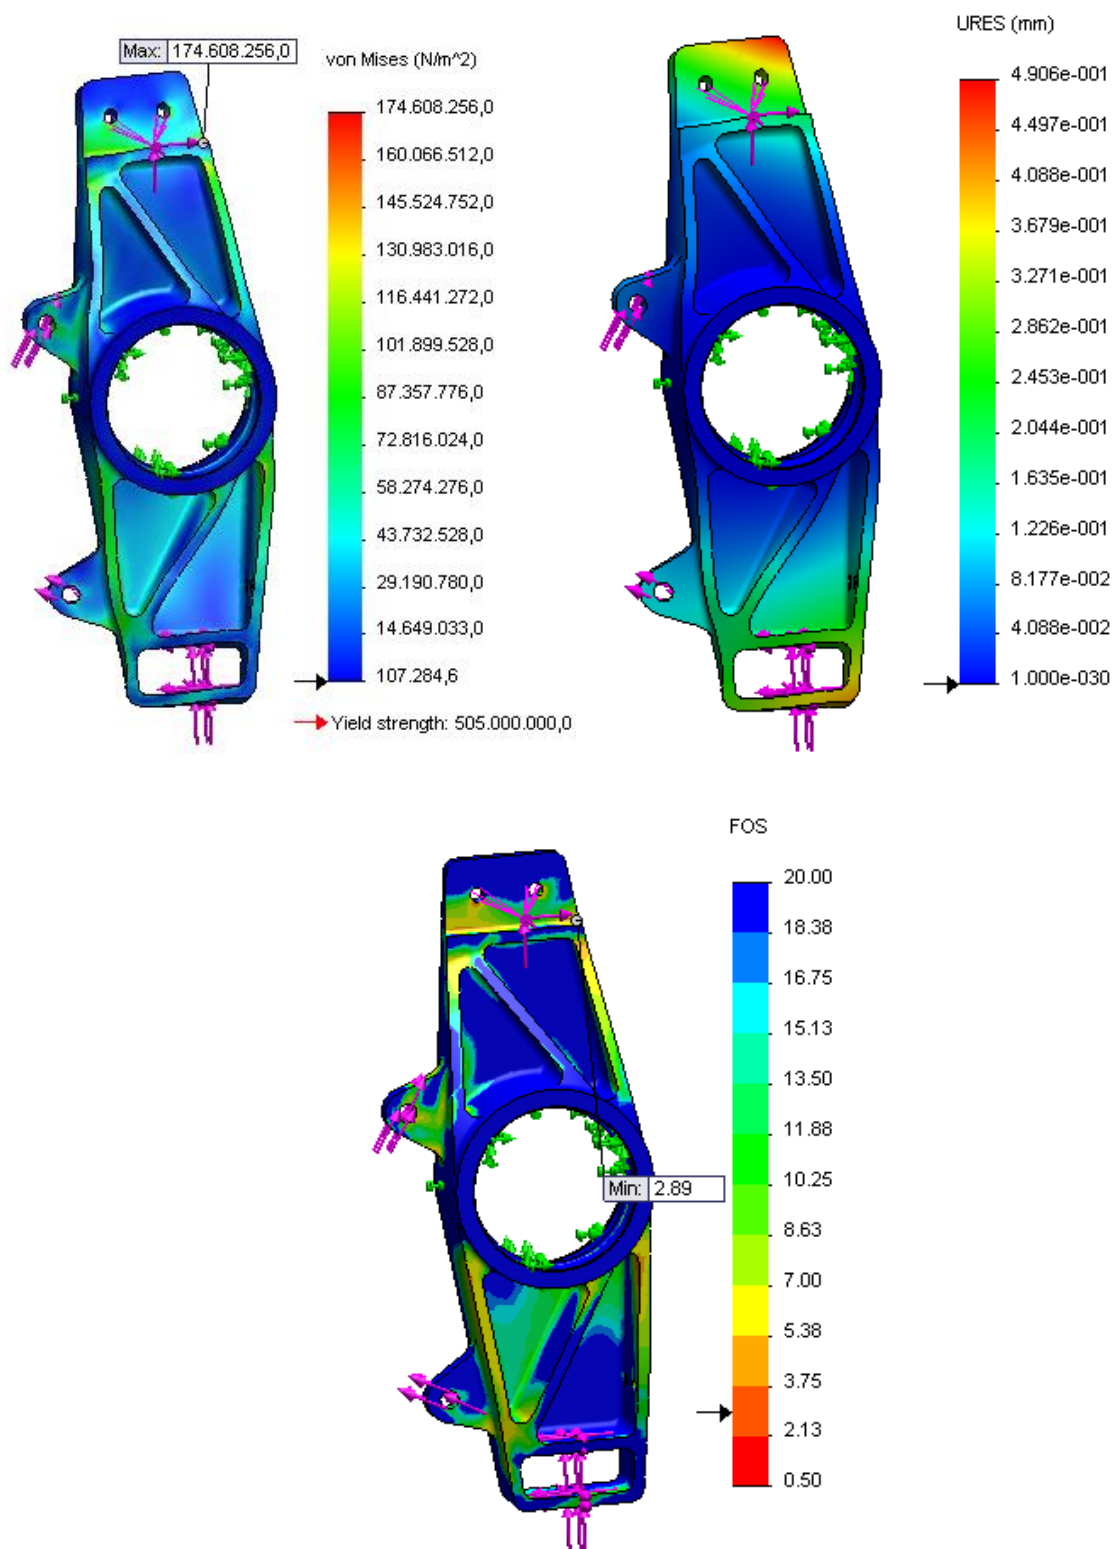 Max: 174.608.256,0
von Mises (N/m^2)
174.608.256,0
160.066.512,0
145.524.752,0
130.983.016,0
116.441.272,0
101.899.528,0
87.357.776,0
72.816.024,0
58.274.276,0
43.732.528,0
29.190.780,0
14.649.033,0
107.284,6
Yield strength: 505.000.000,0
URES (mm)
4.906e-001
4.497e-001
4.088e-001
3.679e-001
3.271e-001
2.862e-001
2.453e-001
2.044e-001
1.635e-001
1.226e-001
8.177e-002
4.088e-002
1.000e-030
FOS
20.00
18.38
16.75
15.13
13.50
11.88
10.25
8.63
7.00
5.38
3.75
2.13
0.50
Min: 2.89